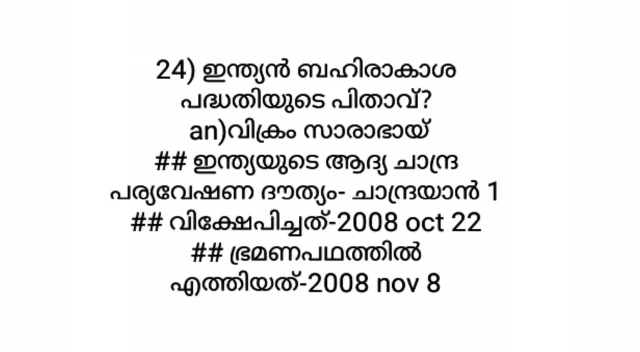 24) ഇന്ത്യൻ ബഹിരാകാശ
പദ്ധതിയുടെ പിതാവ്?
an)വിക്രം സാരാഭായ്
## ഇന്ത്യയുടെ ആദ്യ ചാന്ദ്ര
പര്യവേഷണ ദൗത്യം- ചാന്ദ്രയാൻ 1
## വിക്ഷേപിച്ചത്-2008 oct 22
## ഭ്രമണപഥത്തിൽ
എത്തിയത്-2008 nov 8